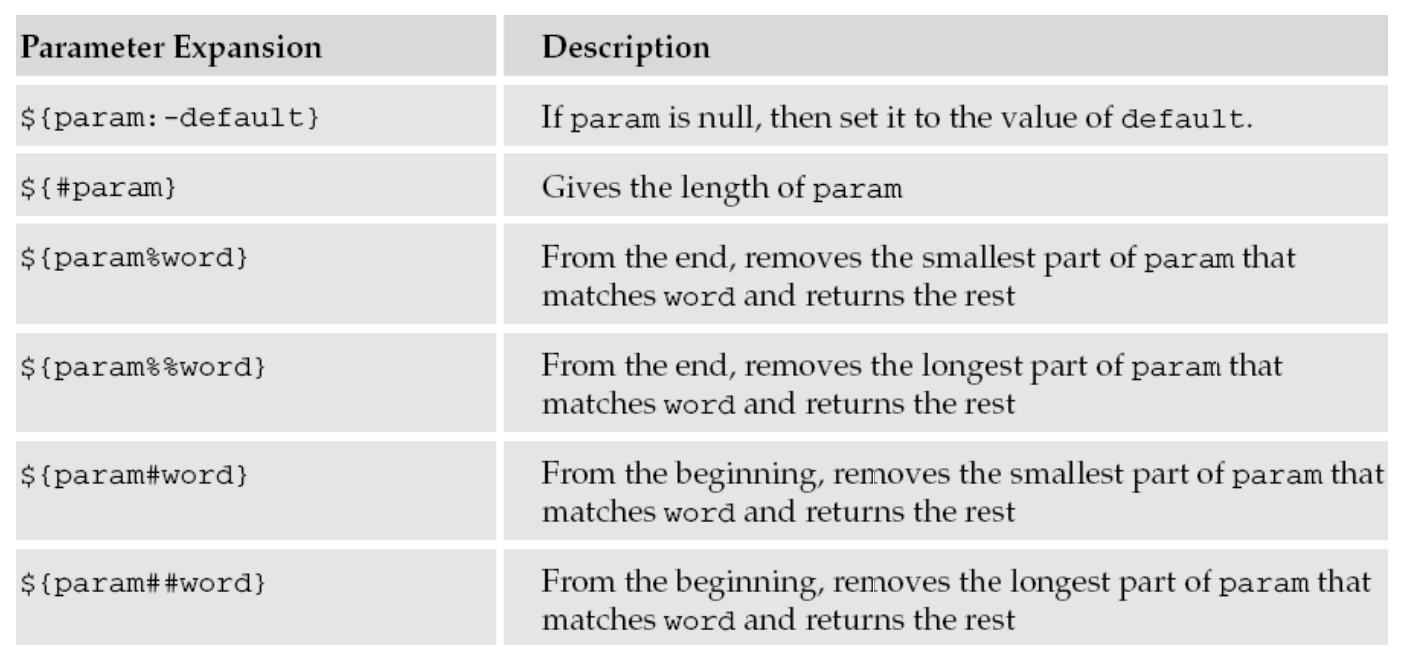 Parameter Expansion Description
${param:-default} If param is null, then set it to the value of default.
${#param} Gives the length of param
${param%word} From the end, removes the smallest part of param that
matches word and returns the rest
${param%%word} From the end, removes the longest part of param that
matches word and returns the rest
${param#word} From the beginning, removes the smallest part of param that
matches word and returns the rest
${param##word} From the beginning, removes the longest part of param that
matches word and returns the rest